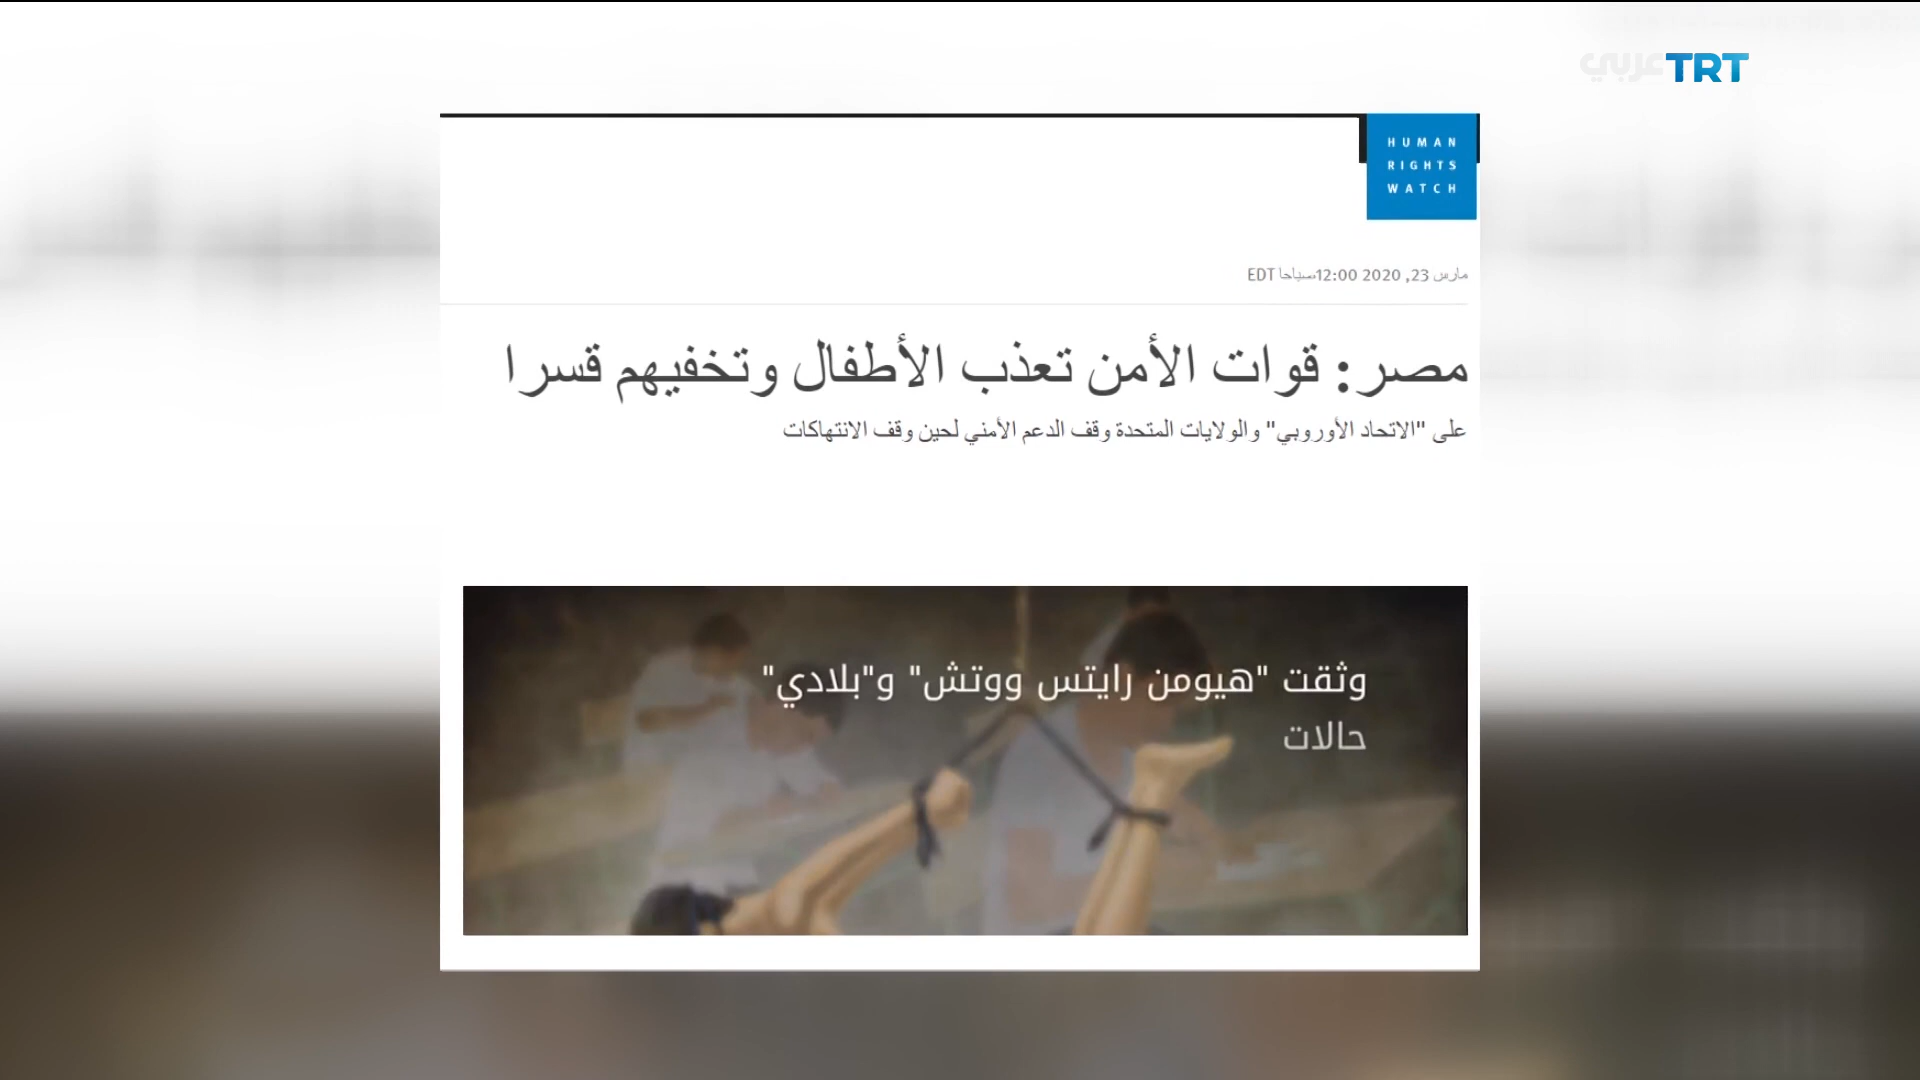 عربي TRT
HUMAN
RIGHTS
WATCH
مارس 23, 2020 12:00صباحا EDT
مصر: قوات الأمن تعذب الأطفال وتخفيهم قسرا
على "الاتحاد الأوروبي" والولايات المتحدة وقف الدعم الأمني لحين وقف الانتهاكات
وثقت "هيومن رايتس ووتش" و"بلادي"
حالات